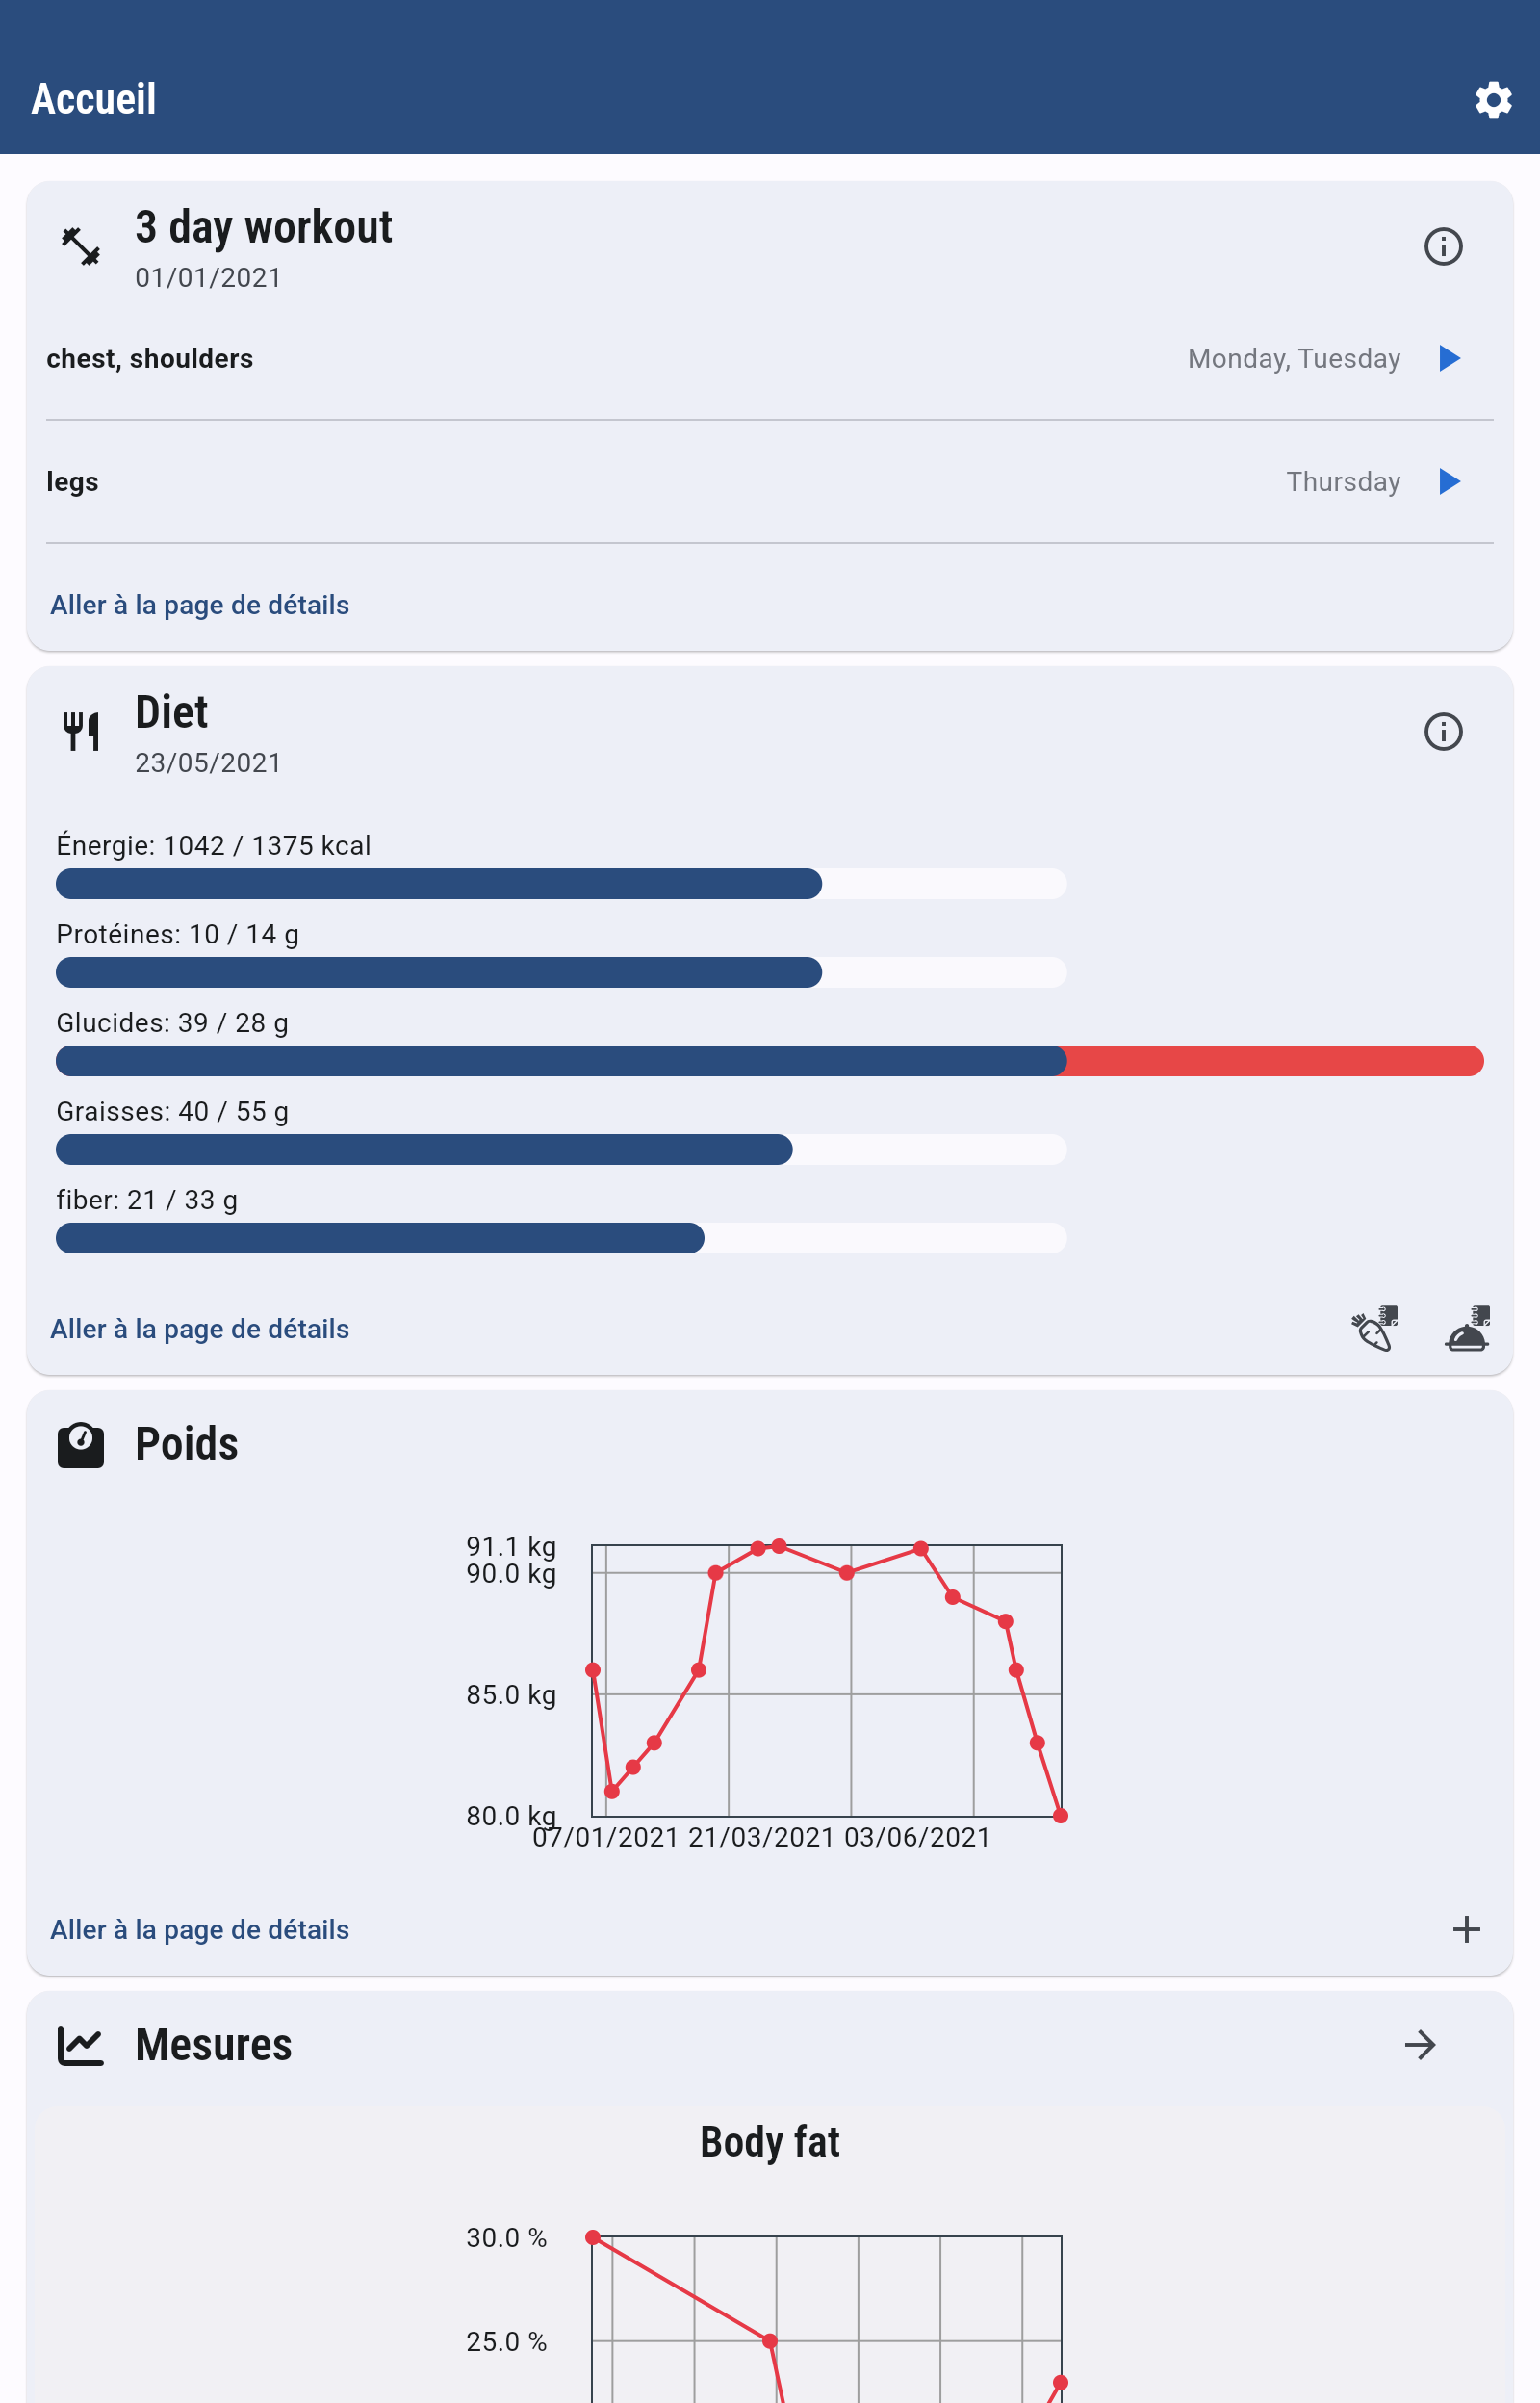 Accueil
3 day workout
01/01/2021
chest, shoulders
Monday, Tuesday
legs
Thursday
Aller à la page de détails
Diet
23/05/2021
Énergie: 1042 / 1375 kcal
Protéines: 10 / 14 g
Glucides: 39 / 28 g
Graisses: 40 / 55 g
fiber: 21 / 33 g
Aller à la page de détails
Poids
91.1 kg
90.0 kg
85.0 kg
80.0 kg
07/01/2021 21/03/2021 03/06/2021
Aller à la page de détails
Mesures
Body fat
30.0 %
25.0 %